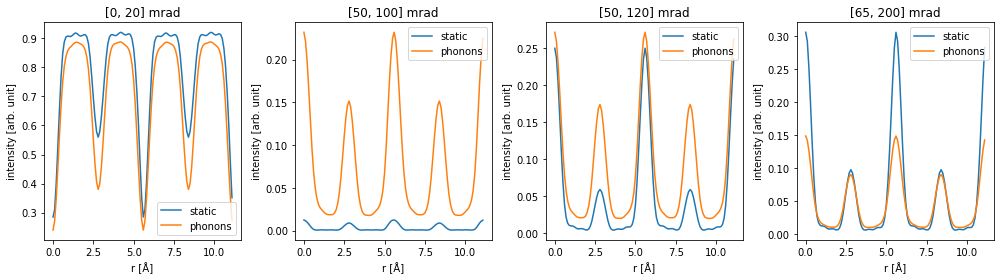 [0, 20] mrad
intensity [arb. unit]
0.9
0.8
0.7
0.6
0.5
0.4
0.3
0.0 2.5 5.0 7.5 10.0
r [Å]
static
phonons
[50, 100] mrad
intensity [arb. unit]
0.20
0.15
0.10
0.05
0.00
0.0 2.5 5.0 7.5 10.0
r [Å]
static
phonons
[50, 120] mrad
intensity [arb. unit]
0.25
0.20
0.15
0.10
0.05
0.00
0.0 2.5 5.0 7.5 10.0
r [Å]
static
phonons
[65, 200] mrad
intensity [arb. unit]
0.30
0.25
0.20
0.15
0.10
0.05
0.00
0.0 2.5 5.0 7.5 10.0
r [Å]
static
phonons